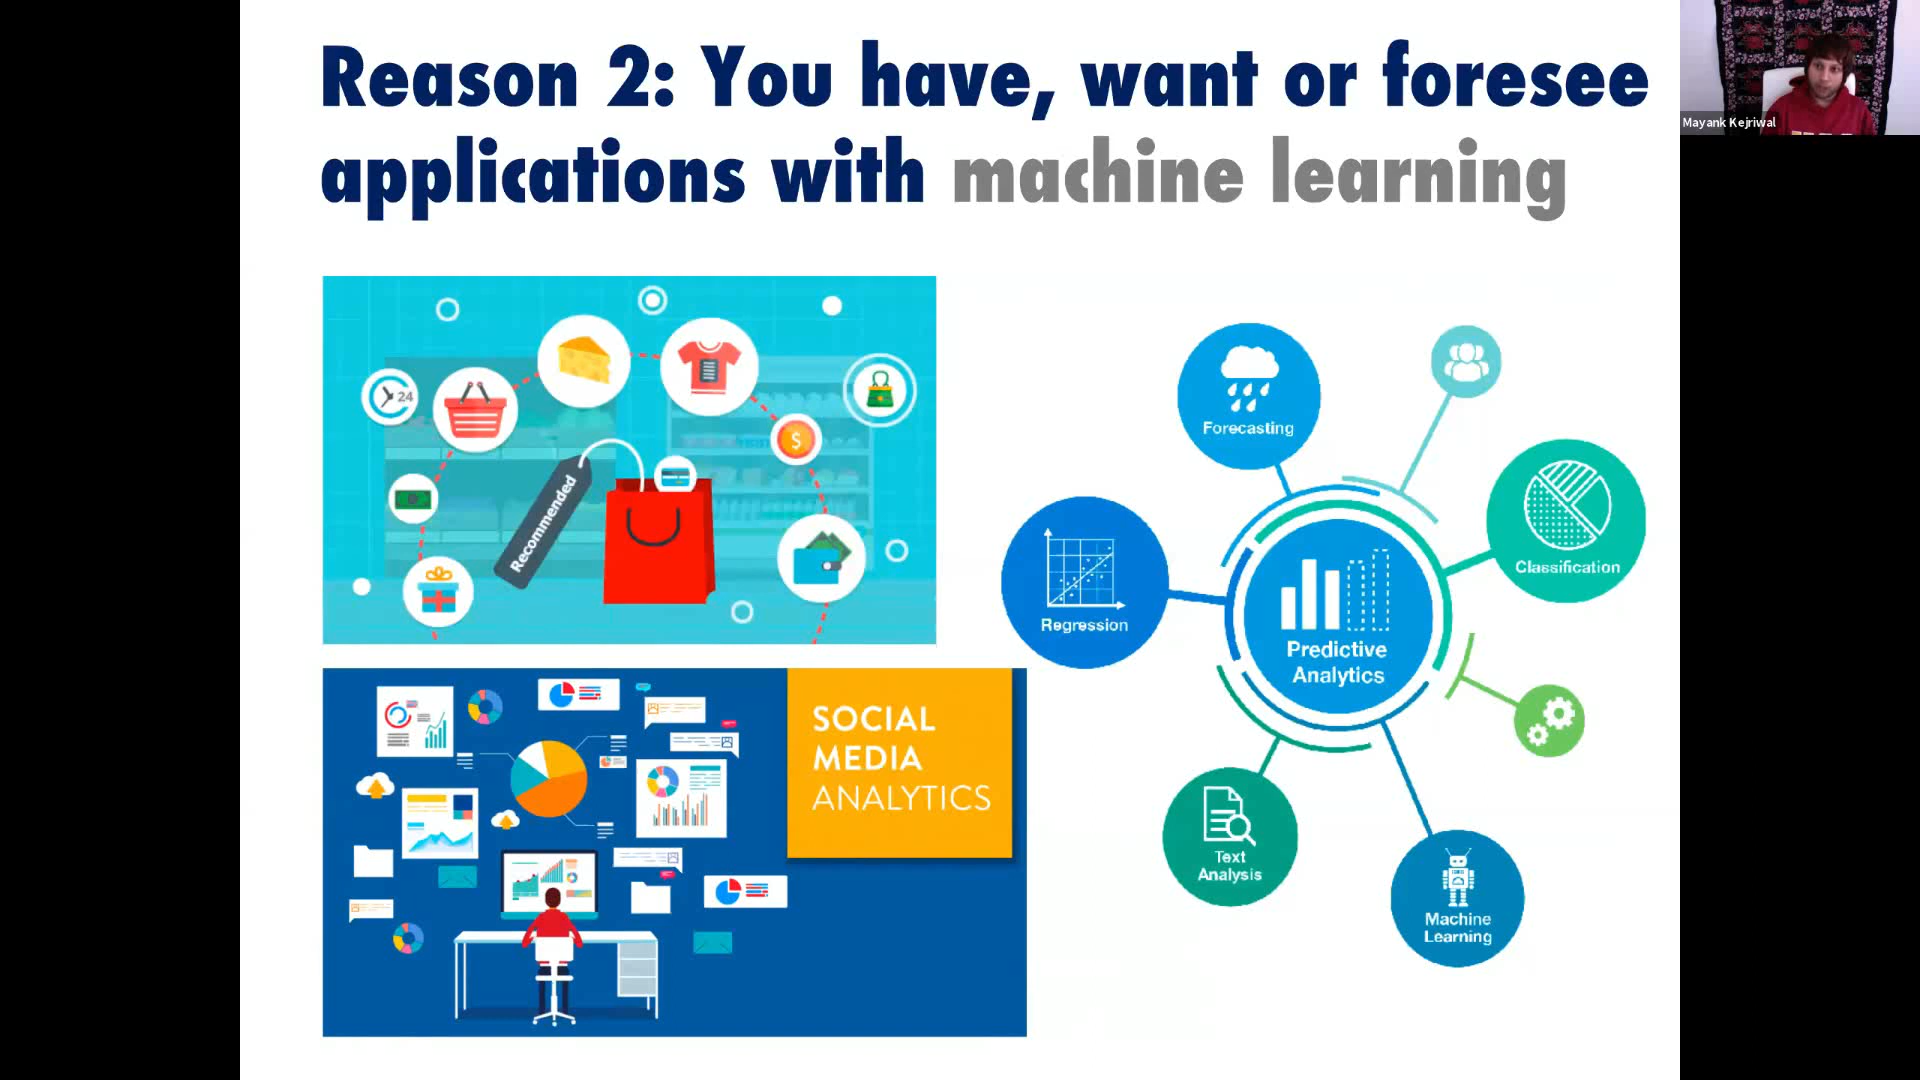 Reason 2: You have, want or foresee
applications with machine learning
Mayank Kejriwal
24
$
Recommended
SOCIAL
MEDIA
ANALYTICS
Forecasting
Classification
Regression
Predictive
Analytics
Text
Analysis
Machine
Learning